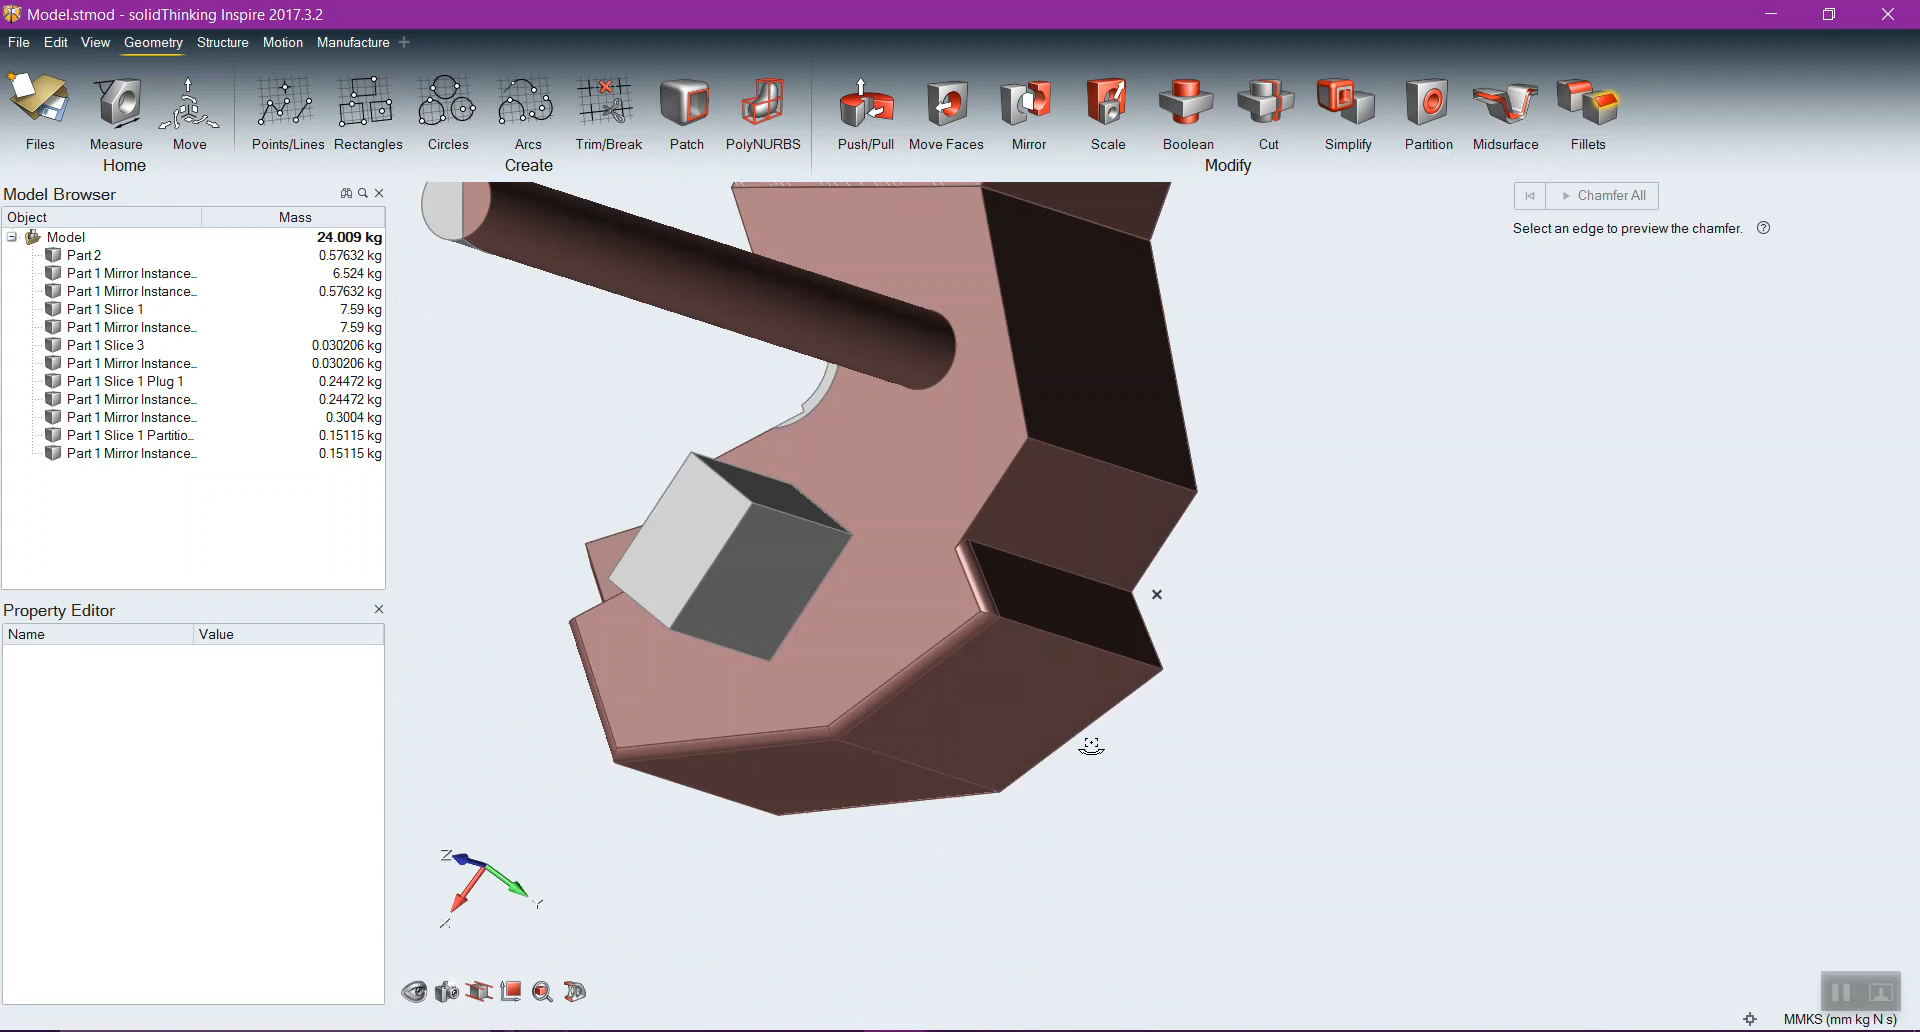 Model.stmod - solidThinking Inspire 2017.3.2
File Edit View Geometry Structure Motion Manufacture
Files Measure Move Points/Lines Rectangles Circles Arcs Trim/Break Patch PolyNURBS Push/Pull Move Faces Mirror Scale Boolean Cut Simplify Partition Midsurface Fillets
Home Create Modify
Model Browser
Object Mass
Model 24.009 kg
Part 2 0.57632 kg
Part 1 Mirror Instance... 6.524 kg
Part 1 Mirror Instance... 0.57632 kg
Part 1 Slice 1 7.59 kg
Part 1 Mirror Instance... 7.59 kg
Part 1 Slice 3 0.030206 kg
Part 1 Mirror Instance... 0.030206 kg
Part 1 Slice 1 Plug 1 0.24472 kg
Part 1 Mirror Instance... 0.24472 kg
Part 1 Mirror Instance... 0.3004 kg
Part 1 Slice 1 Partitio... 0.15115 kg
Part 1 Mirror Instance... 0.15115 kg
Chamfer All
Select an edge to preview the chamfer.
Property Editor
Name Value
Z
Y
X
MMKS (mm kg N s)